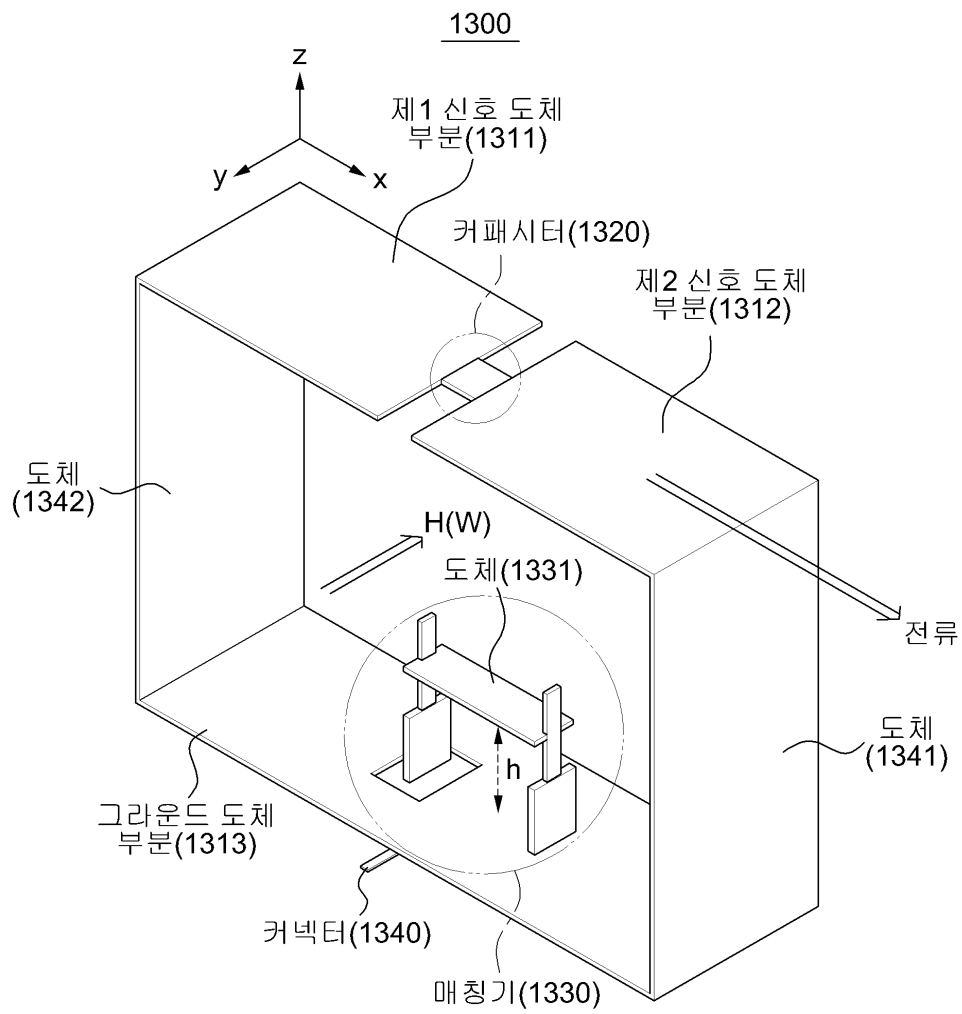 1300
z
y
x
제1 신호 도체
부분(1311)
커패시터(1320)
제2 신호 도체
부분(1312)
도체
(1342)
H(W)
도체(1331)
전류
도체
(1341)
h
그라운드 도체
부분(1313)
커넥터(1340)
매칭기(1330)